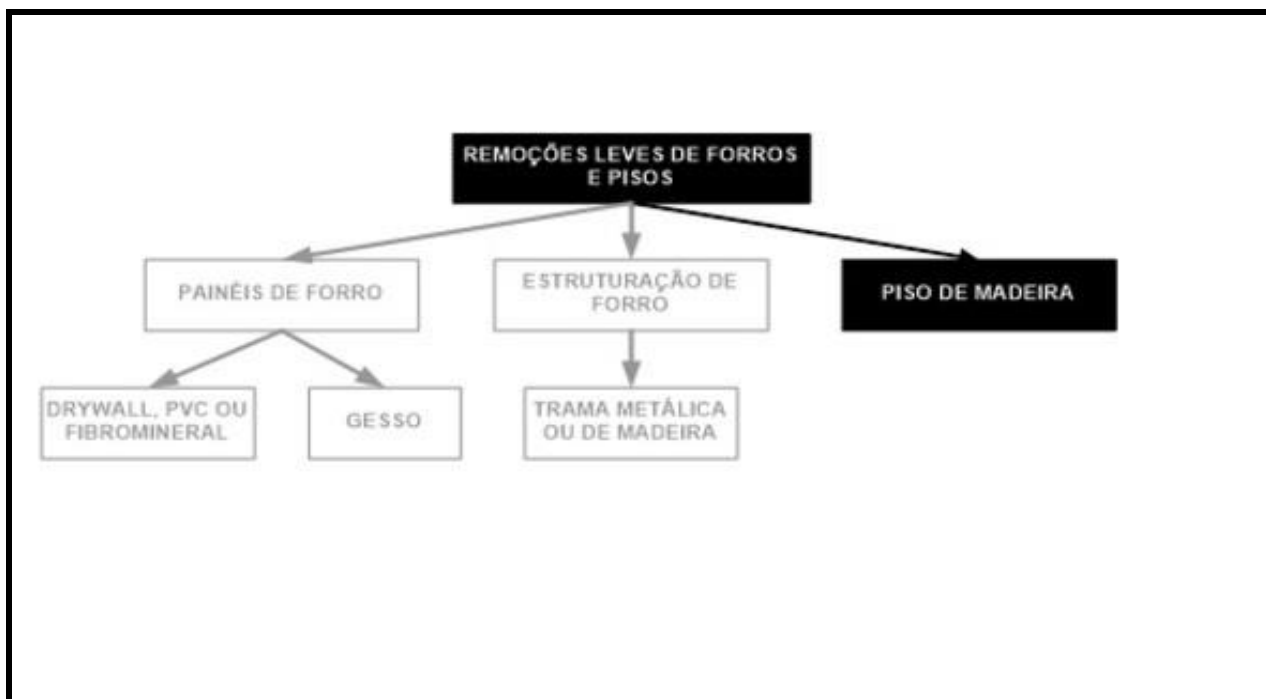 REMOÇÕES LEVES DE FORROS
E PISOS
PAINÉIS DE FORRO
ESTRUTURAÇÃO DE
FORRO
PISO DE MADEIRA
DRYWALL, PVC OU
FIBROMINERAL
GESSO
TRAMA METÁLICA
OU DE MADEIRA